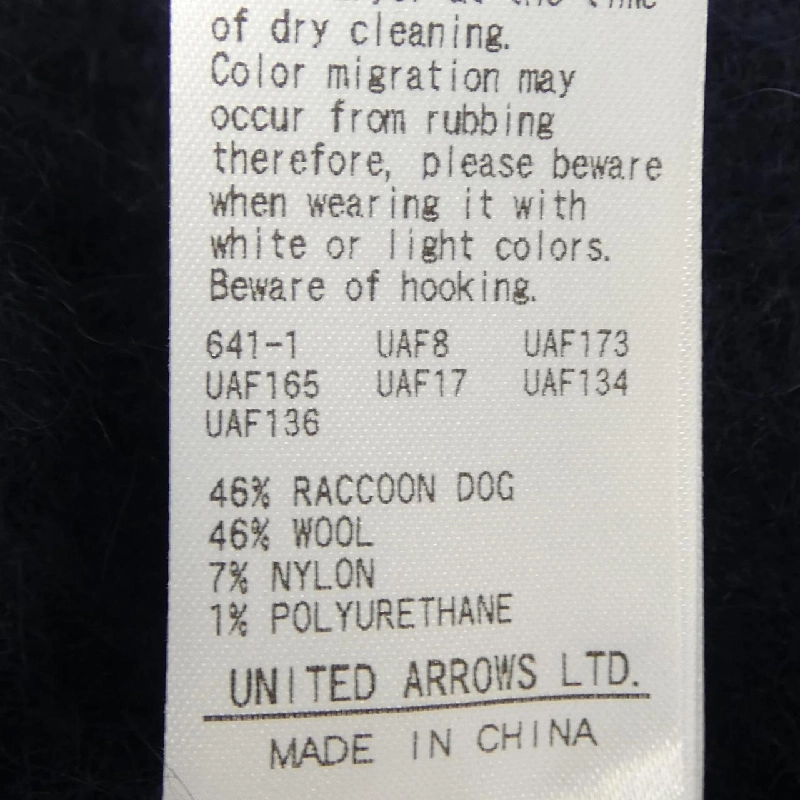 of dry cleaning.
Color migration may
occur from rubbing
therefore, please beware
when wearing it with
white or light colors.
Beware of hooking.
641-1 UAF8 UAF173
UAF165 UAF17 UAF134
UAF136
46% RACCOON DOG
46% WOOL
7% NYLON
1% POLYURETHANE
UNITED ARROWS LTD.
MADE IN CHINA